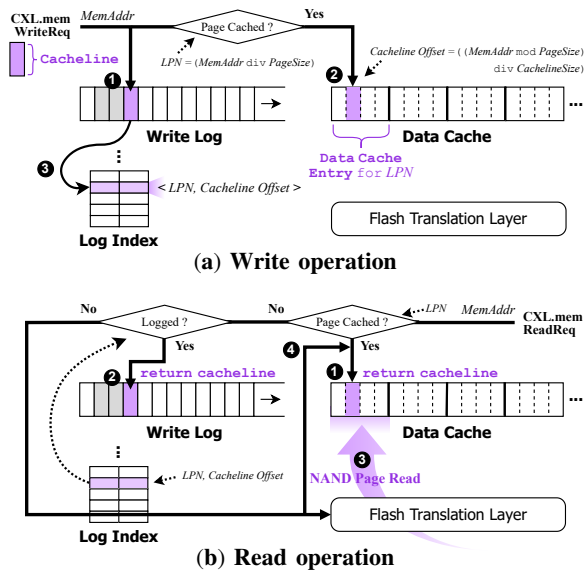 CXL.mem
WriteReq
MemAddr
Page Cached ?
Yes
Cacheline
LPN = (MemAddr div PageSize)
Cacheline Offset = ((MemAddr mod PageSize)
div CachelineSize)
1
2
...
Write Log
Data Cache
3
...
Data Cache
Entry for LPN
< LPN, Cacheline Offset >
Log Index
Flash Translation Layer
(a) Write operation
No
Logged ?
No
Page Cached ?
LPN
MemAddr
CXL.mem
ReadReq
Yes
4
Yes
2
return cacheline
1
return cacheline
...
Write Log
Data Cache
...
3
LPN, Cacheline Offset
NAND Page Read
Flash Translation Layer
Log Index
(b) Read operation